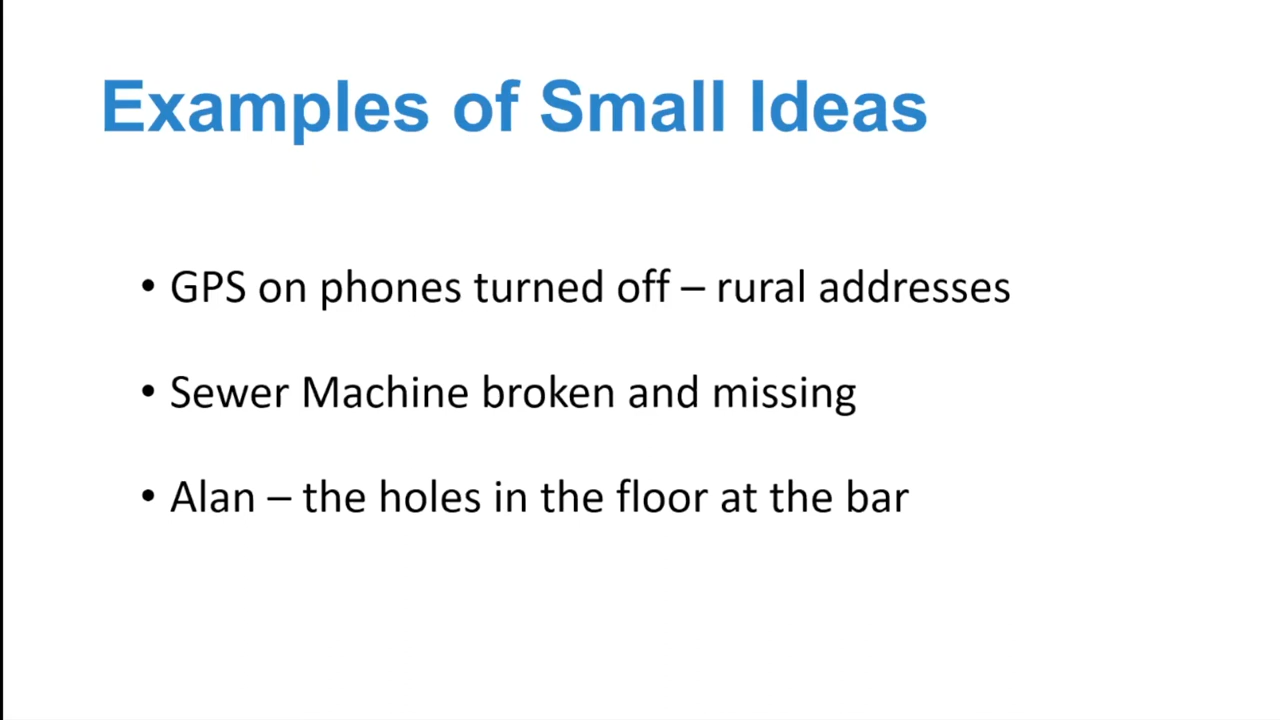 Examples of Small Ideas
• GPS on phones turned off – rural addresses
• Sewer Machine broken and missing
• Alan – the holes in the floor at the bar